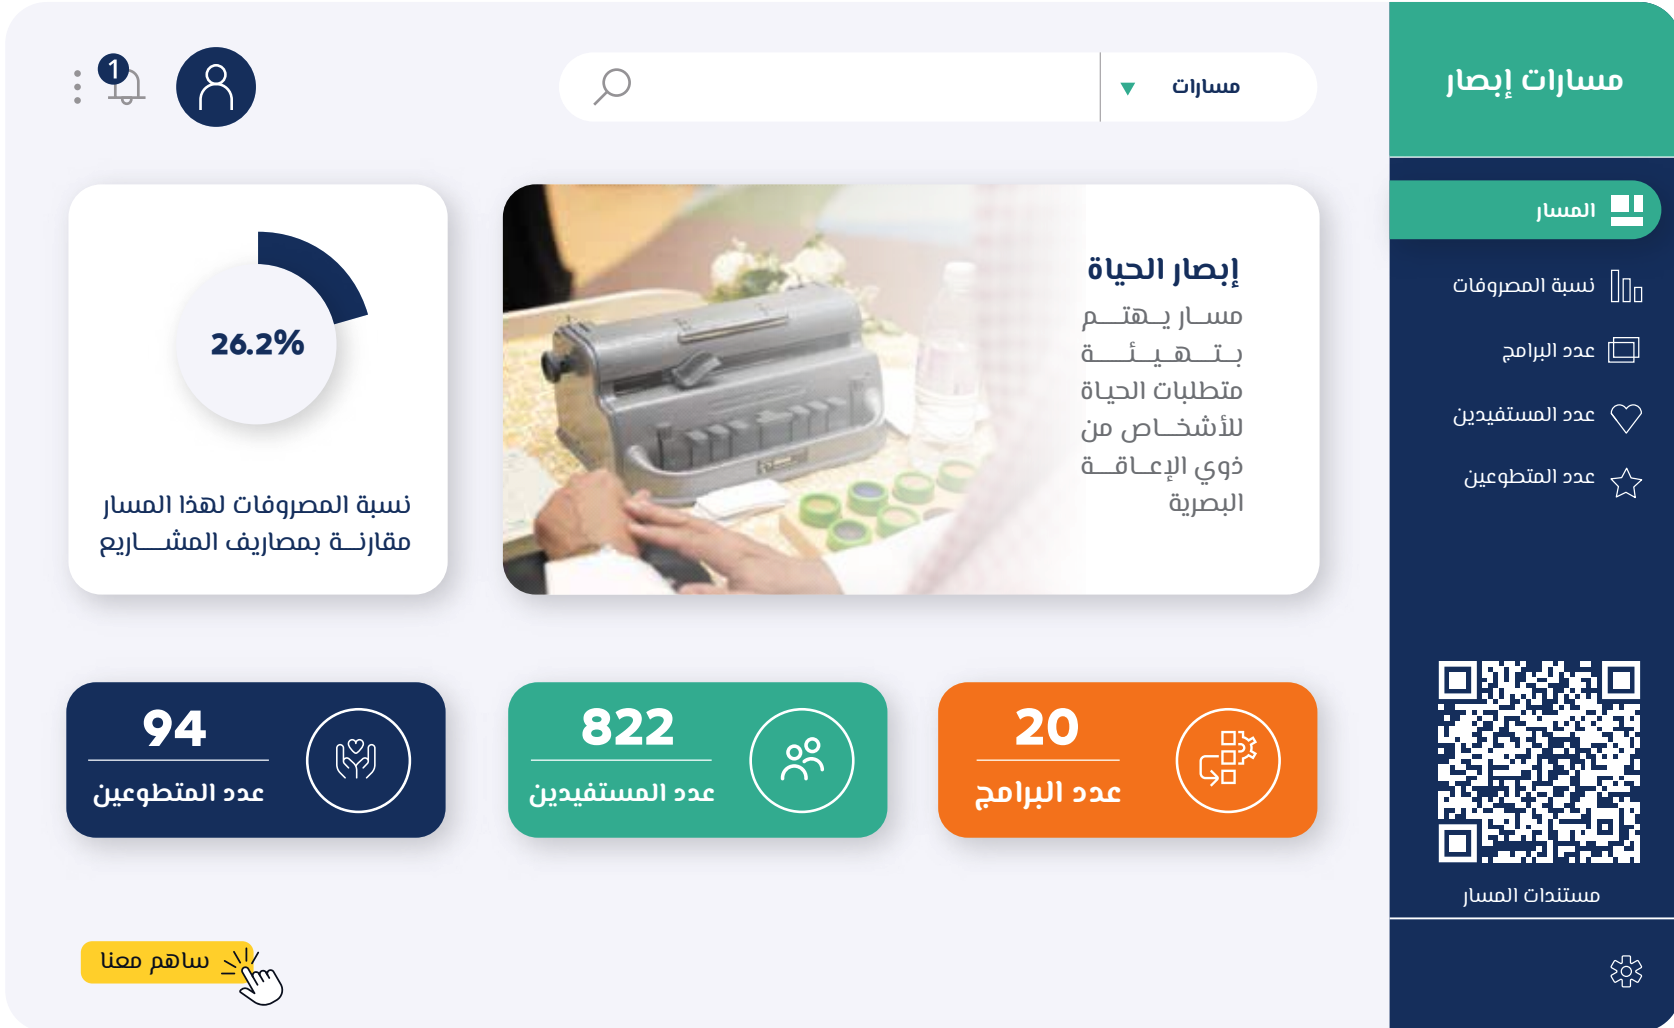 مسارات إبصار
مسارات
1
المسار
نسبة المصروفات
عدد البرامج
عدد المستفيدين
عدد المتطوعين
مستندات المسار
إبصار الحياة
مسار يهتم
بتهيئة
متطلبات الحياة
للأشخاص من
ذوي الإعاقة
البصرية
26.2%
نسبة المصروفات لهذا المسار
مقارنة بمصاريف المشاريع
20
عدد البرامج
822
عدد المستفيدين
94
عدد المتطوعين
ساهم معنا